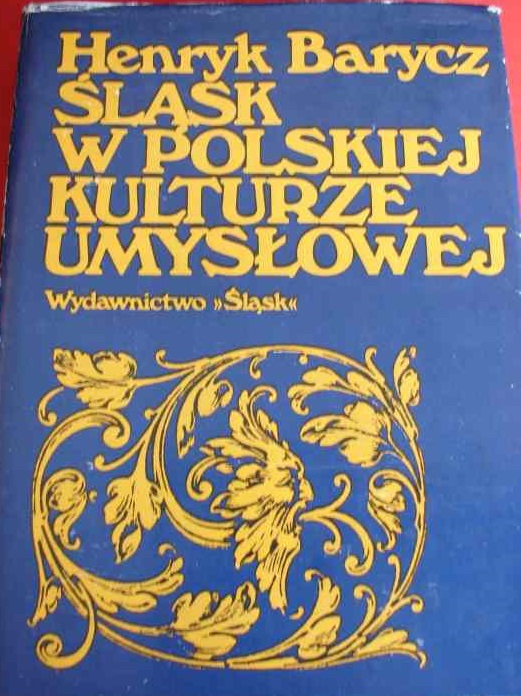 Henryk Barycz
ŚLĄSK
W POLSKIEJ
KULTURZE
UMYSŁOWEJ
Wydawnictwo »Śląsk«